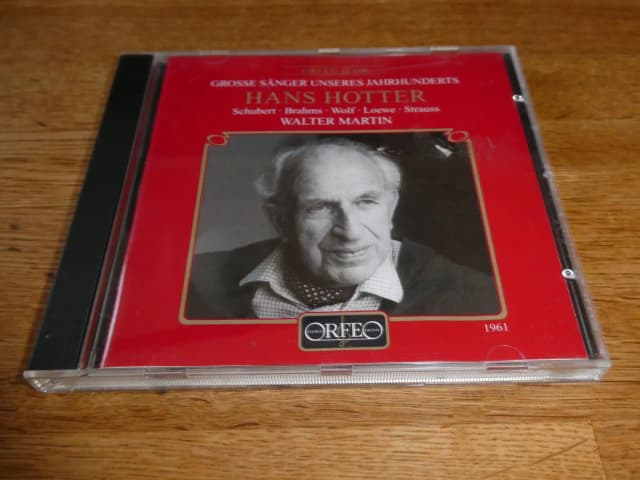 GROSSE SÄNGER UNSERES JAHRHUNDERTS
HANS HOTTER
Schubert · Brahms · Wolf · Loewe · Strauss
WALTER MARTIN
ORFEO
1961